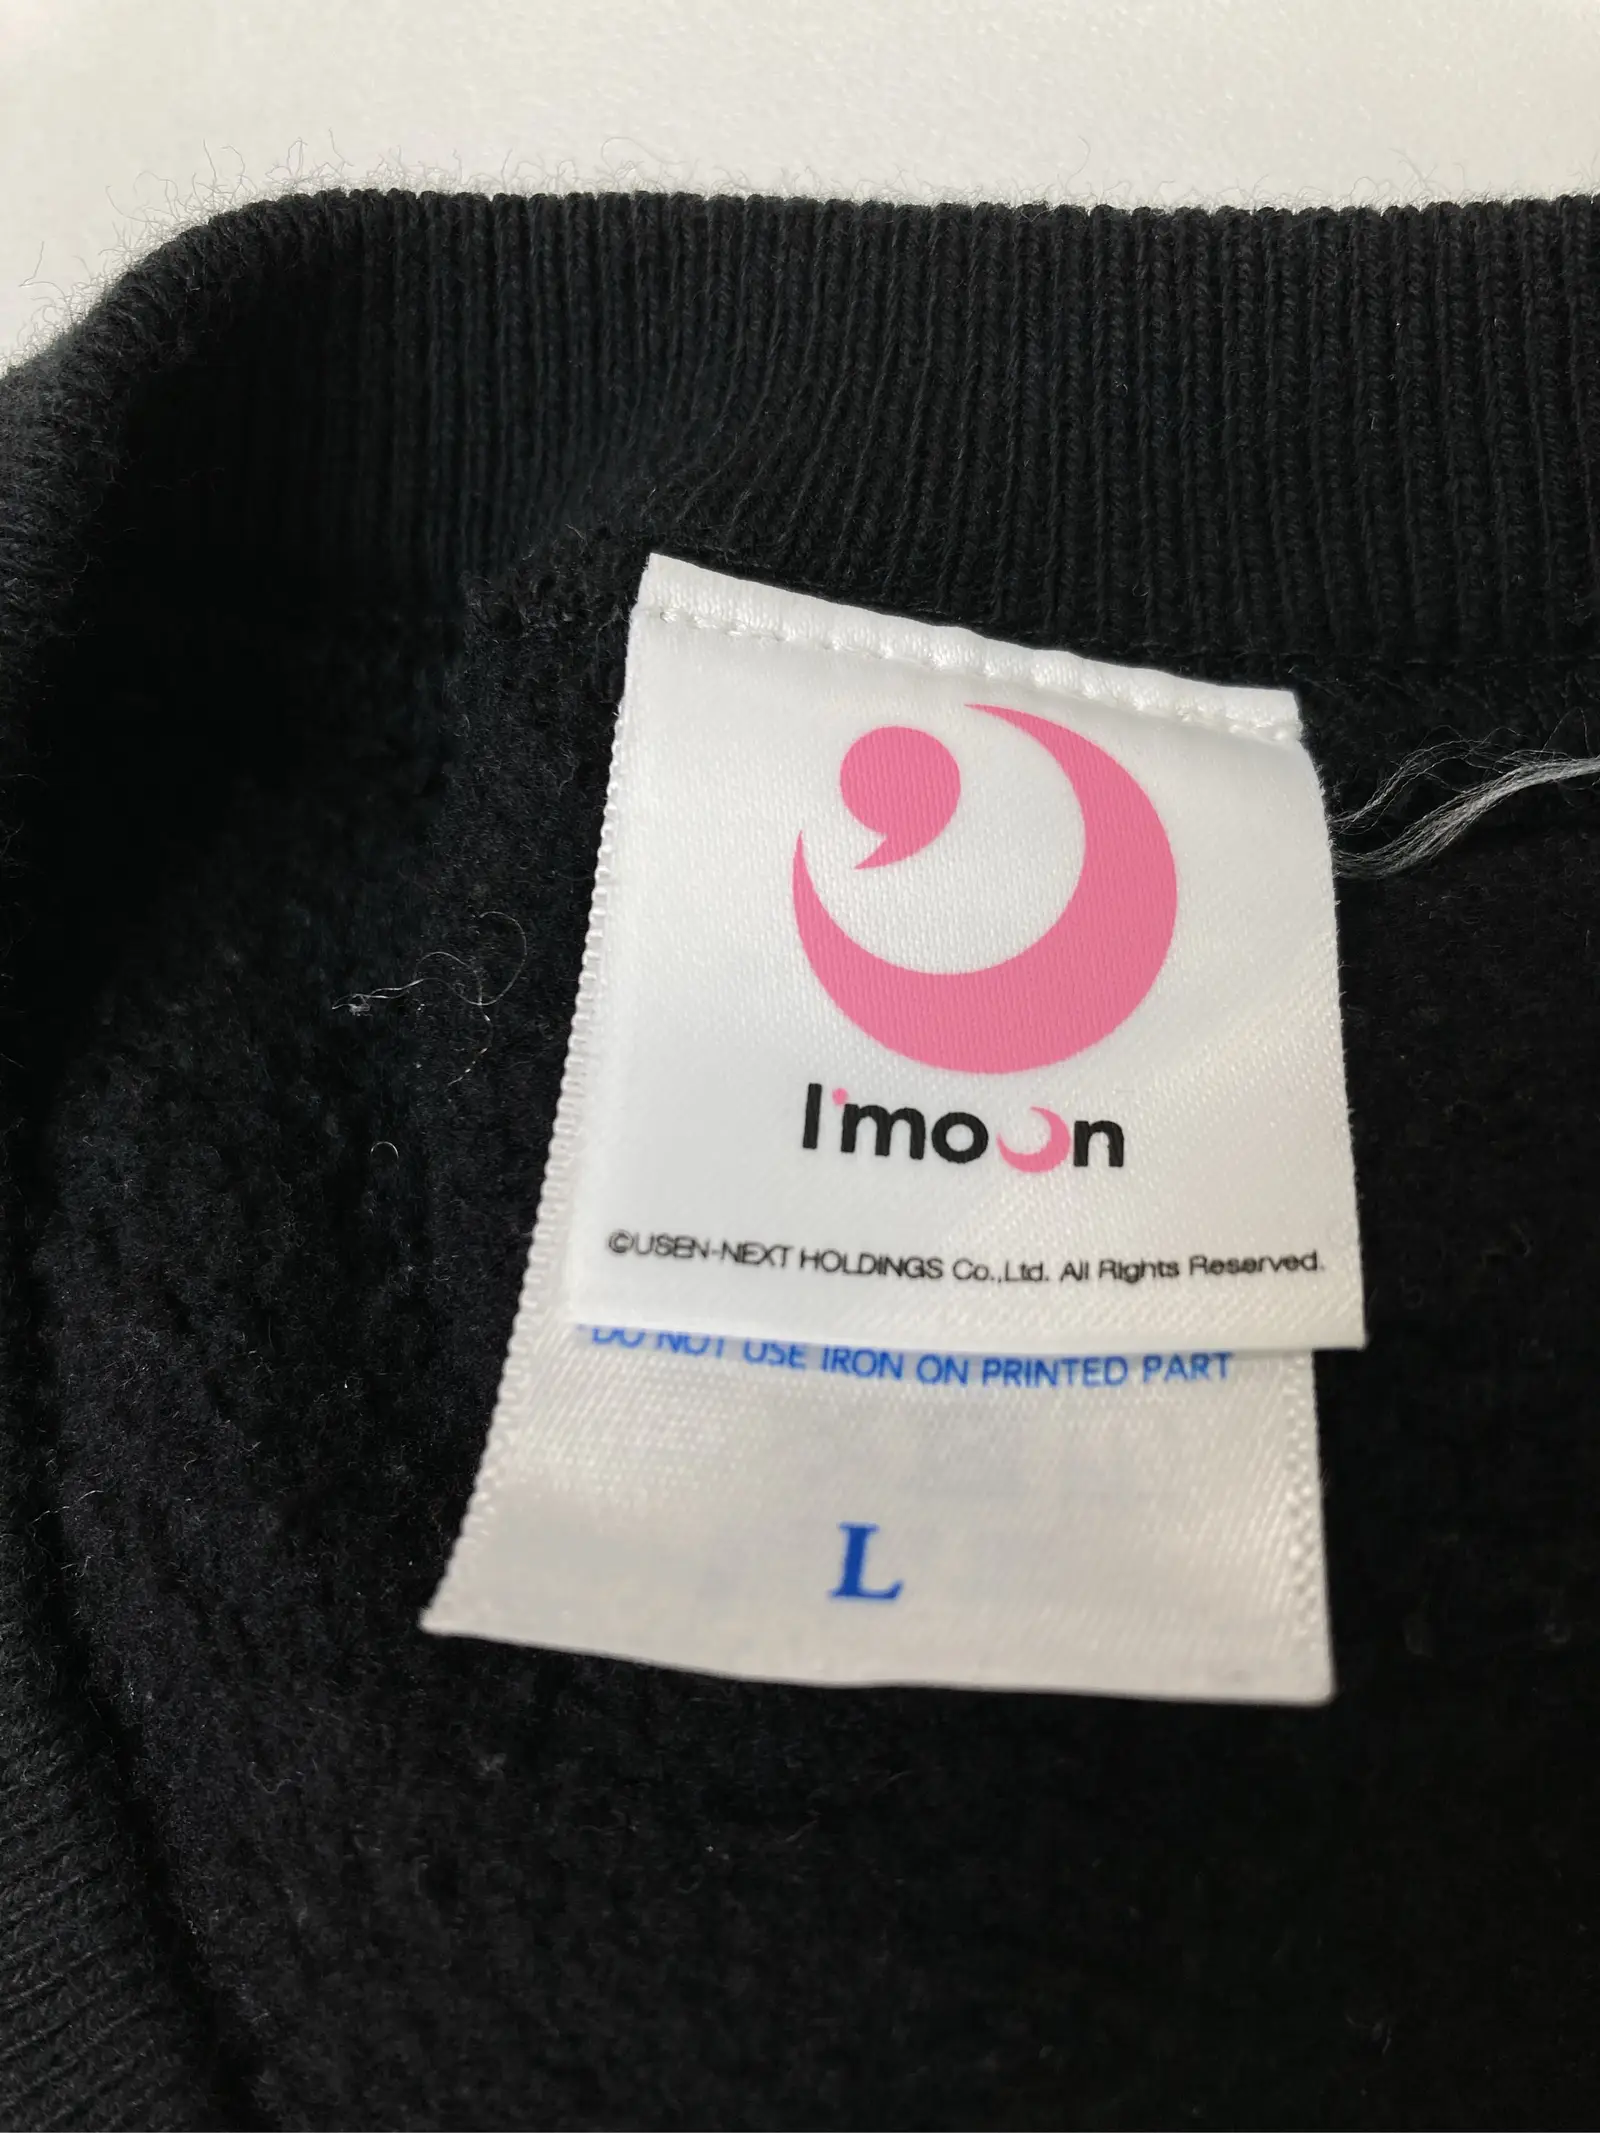 I'moon
©USEN-NEXT HOLDINGS Co.,Ltd. All Rights Reserved.
*DO NOT USE IRON ON PRINTED PART
L